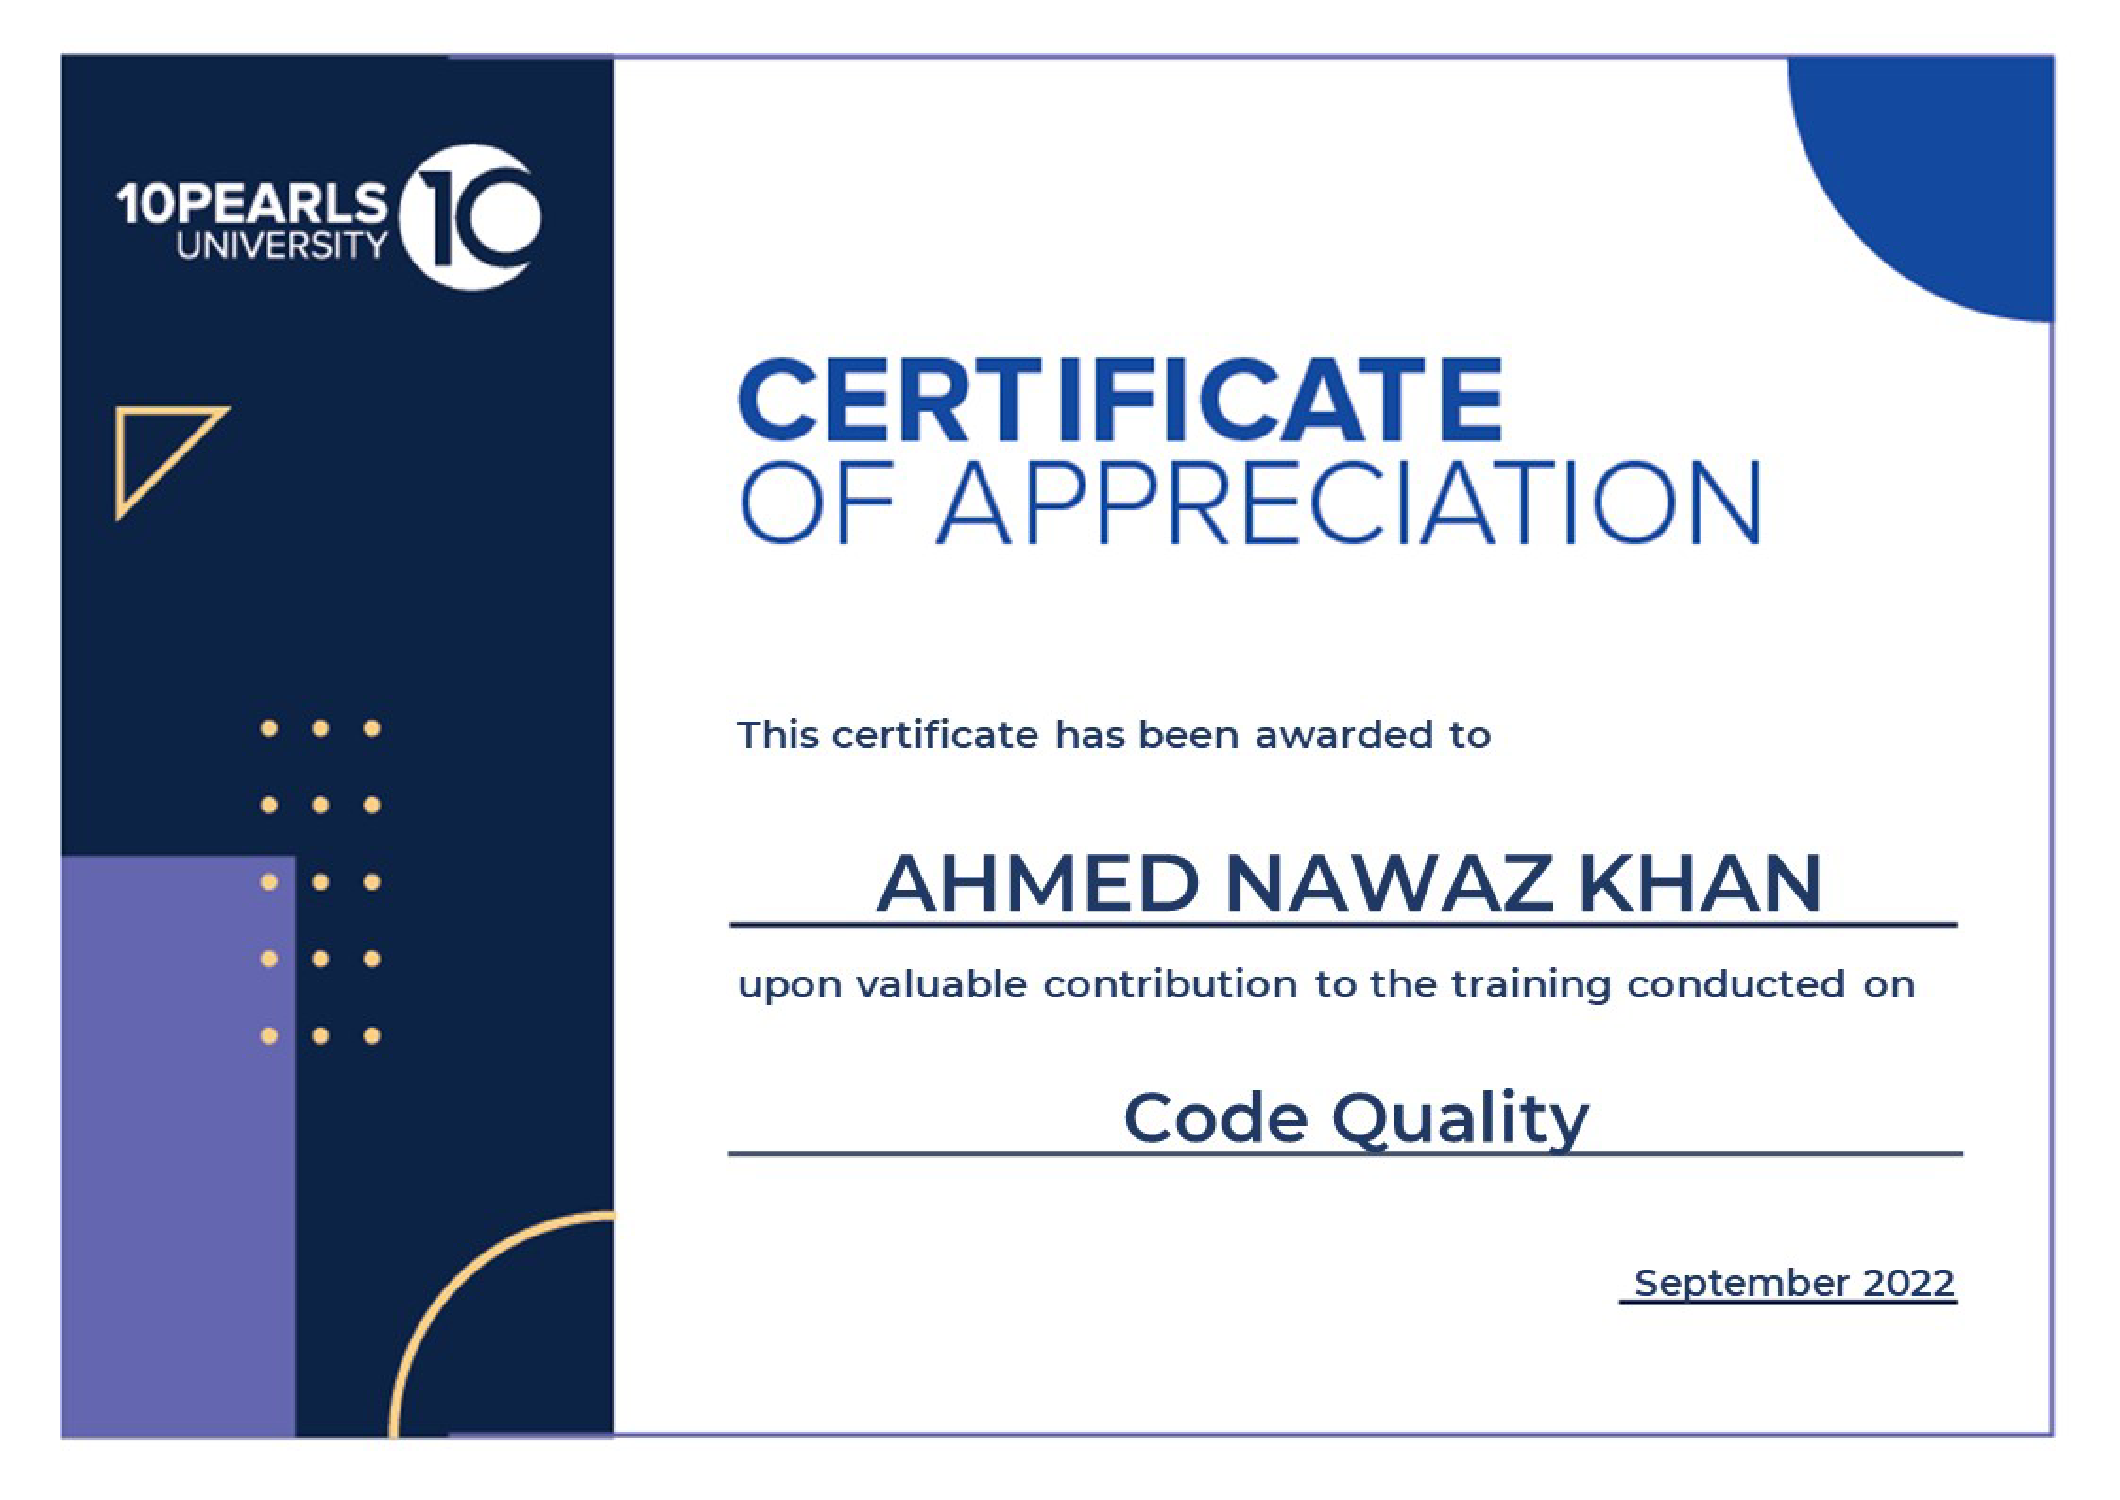 10PEARLS
UNIVERSITY
10
CERTIFICATE
OF APPRECIATION
This certificate has been awarded to
AHMED NAWAZ KHAN
upon valuable contribution to the training conducted on
Code Quality
September 2022